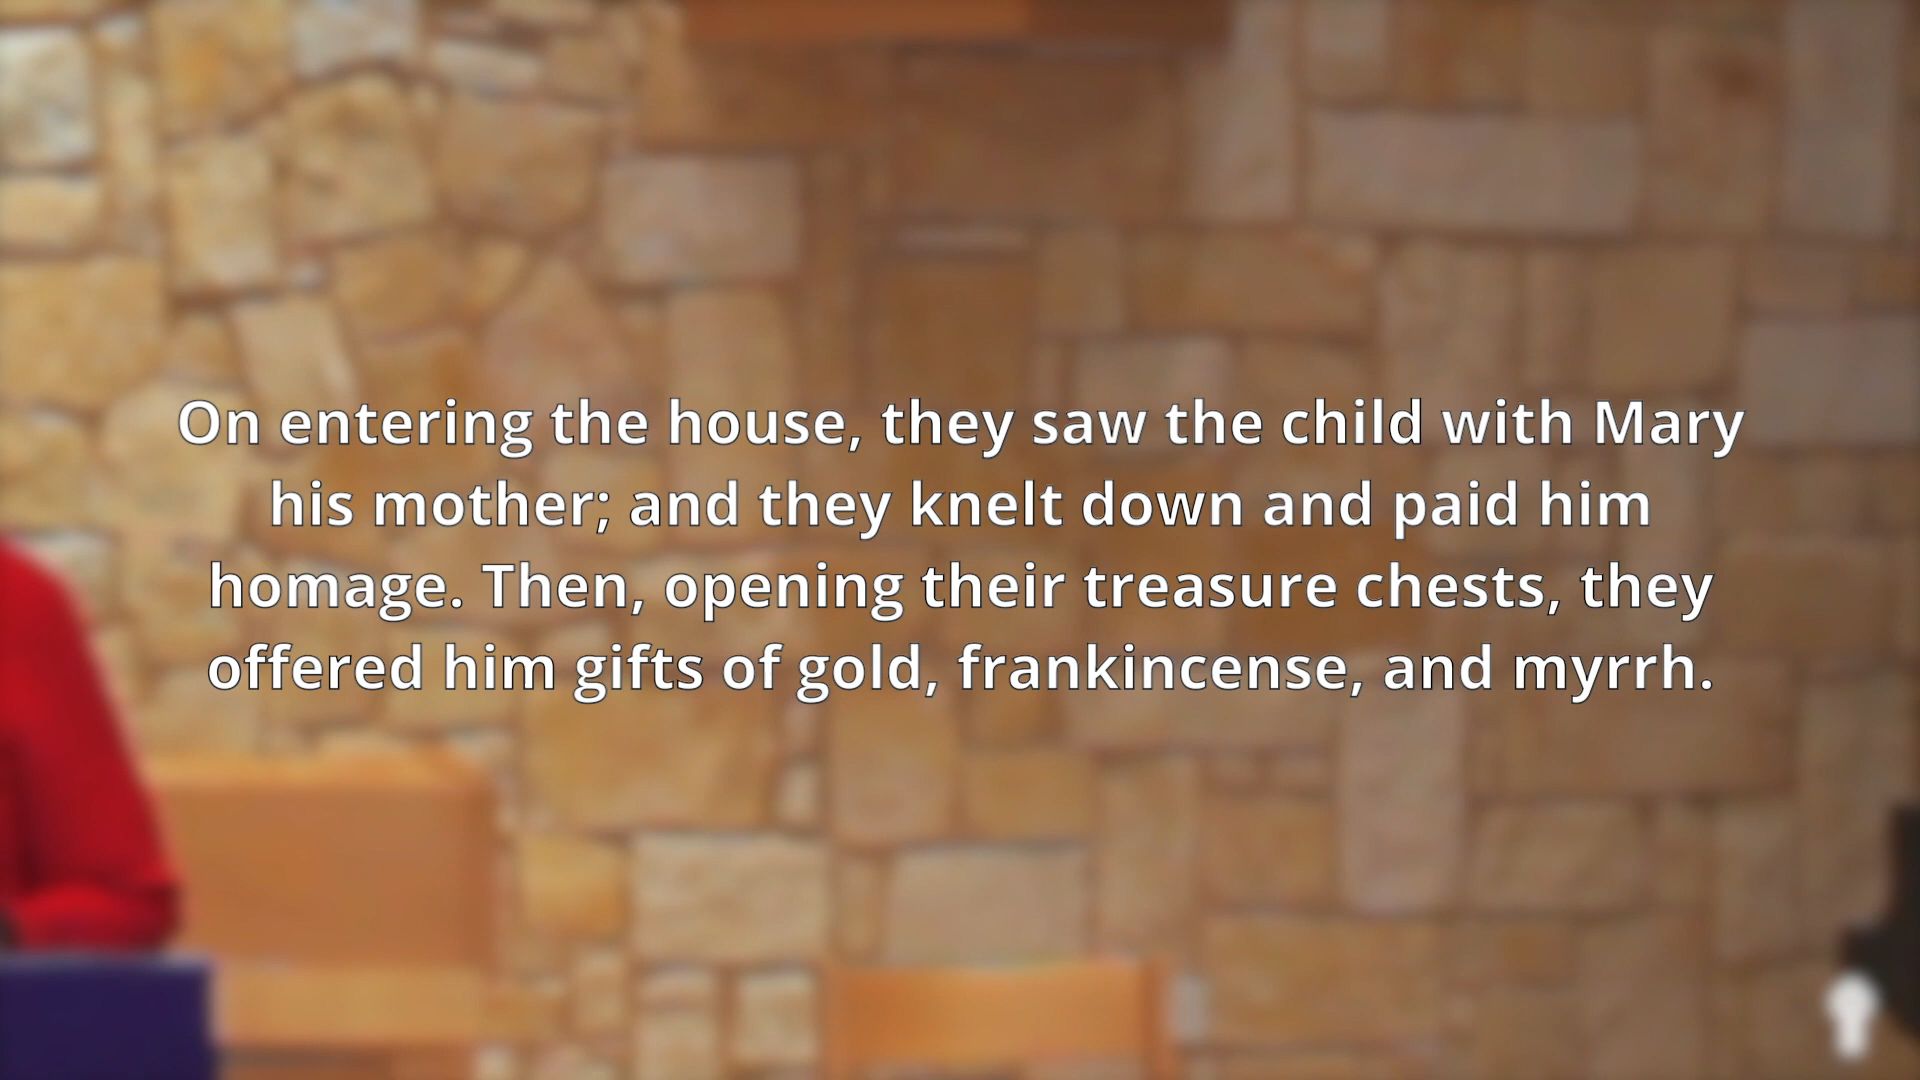 On entering the house, they saw the child with Mary
his mother; and they knelt down and paid him
homage. Then, opening their treasure chests, they
offered him gifts of gold, frankincense, and myrrh.